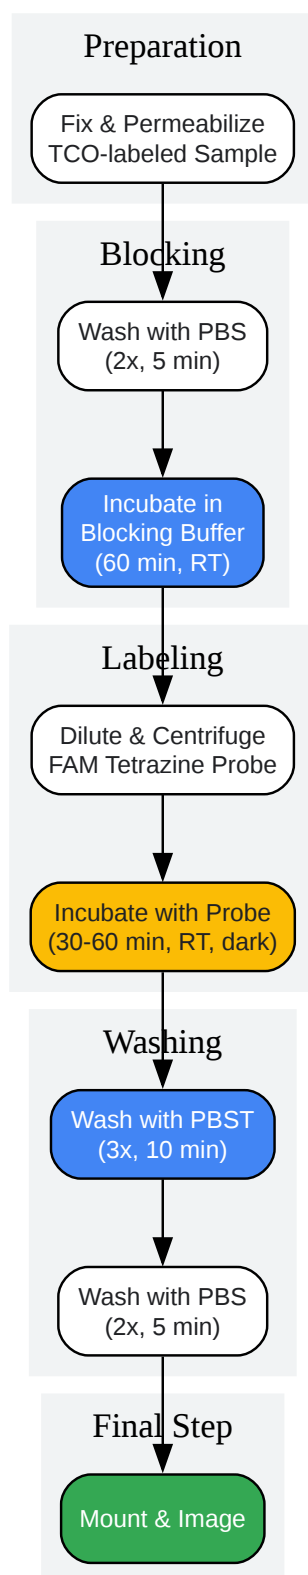 Preparation
Fix & Permeabilize
TCO-labeled Sample
Blocking
Wash with PBS
(2x, 5 min)
Incubate in
Blocking Buffer
(60 min, RT)
Labeling
Dilute & Centrifuge
FAM Tetrazine Probe
Incubate with Probe
(30-60 min, RT, dark)
Washing
Wash with PBST
(3x, 10 min)
Wash with PBS
(2x, 5 min)
Final Step
Mount & Image